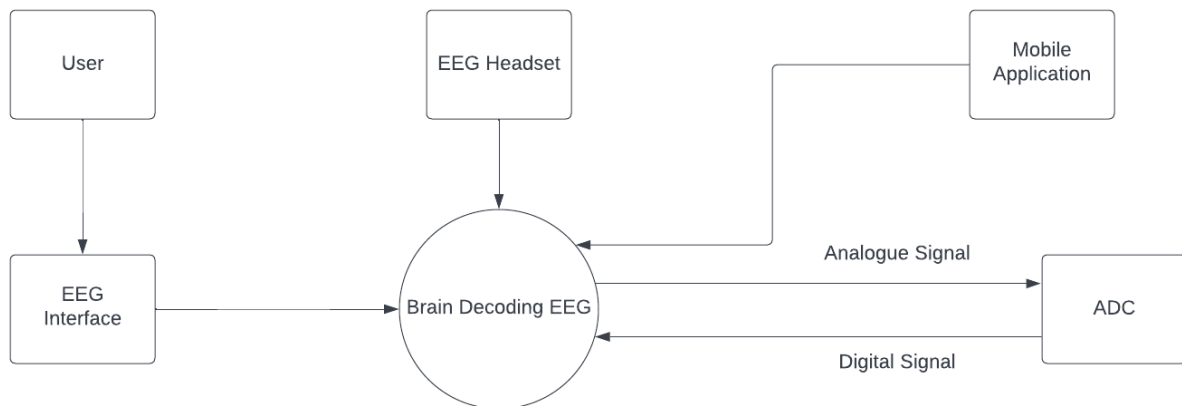 User
EEG Headset
Mobile
Application
Analogue Signal
EEG
Interface
Brain Decoding EEG
ADC
Digital Signal